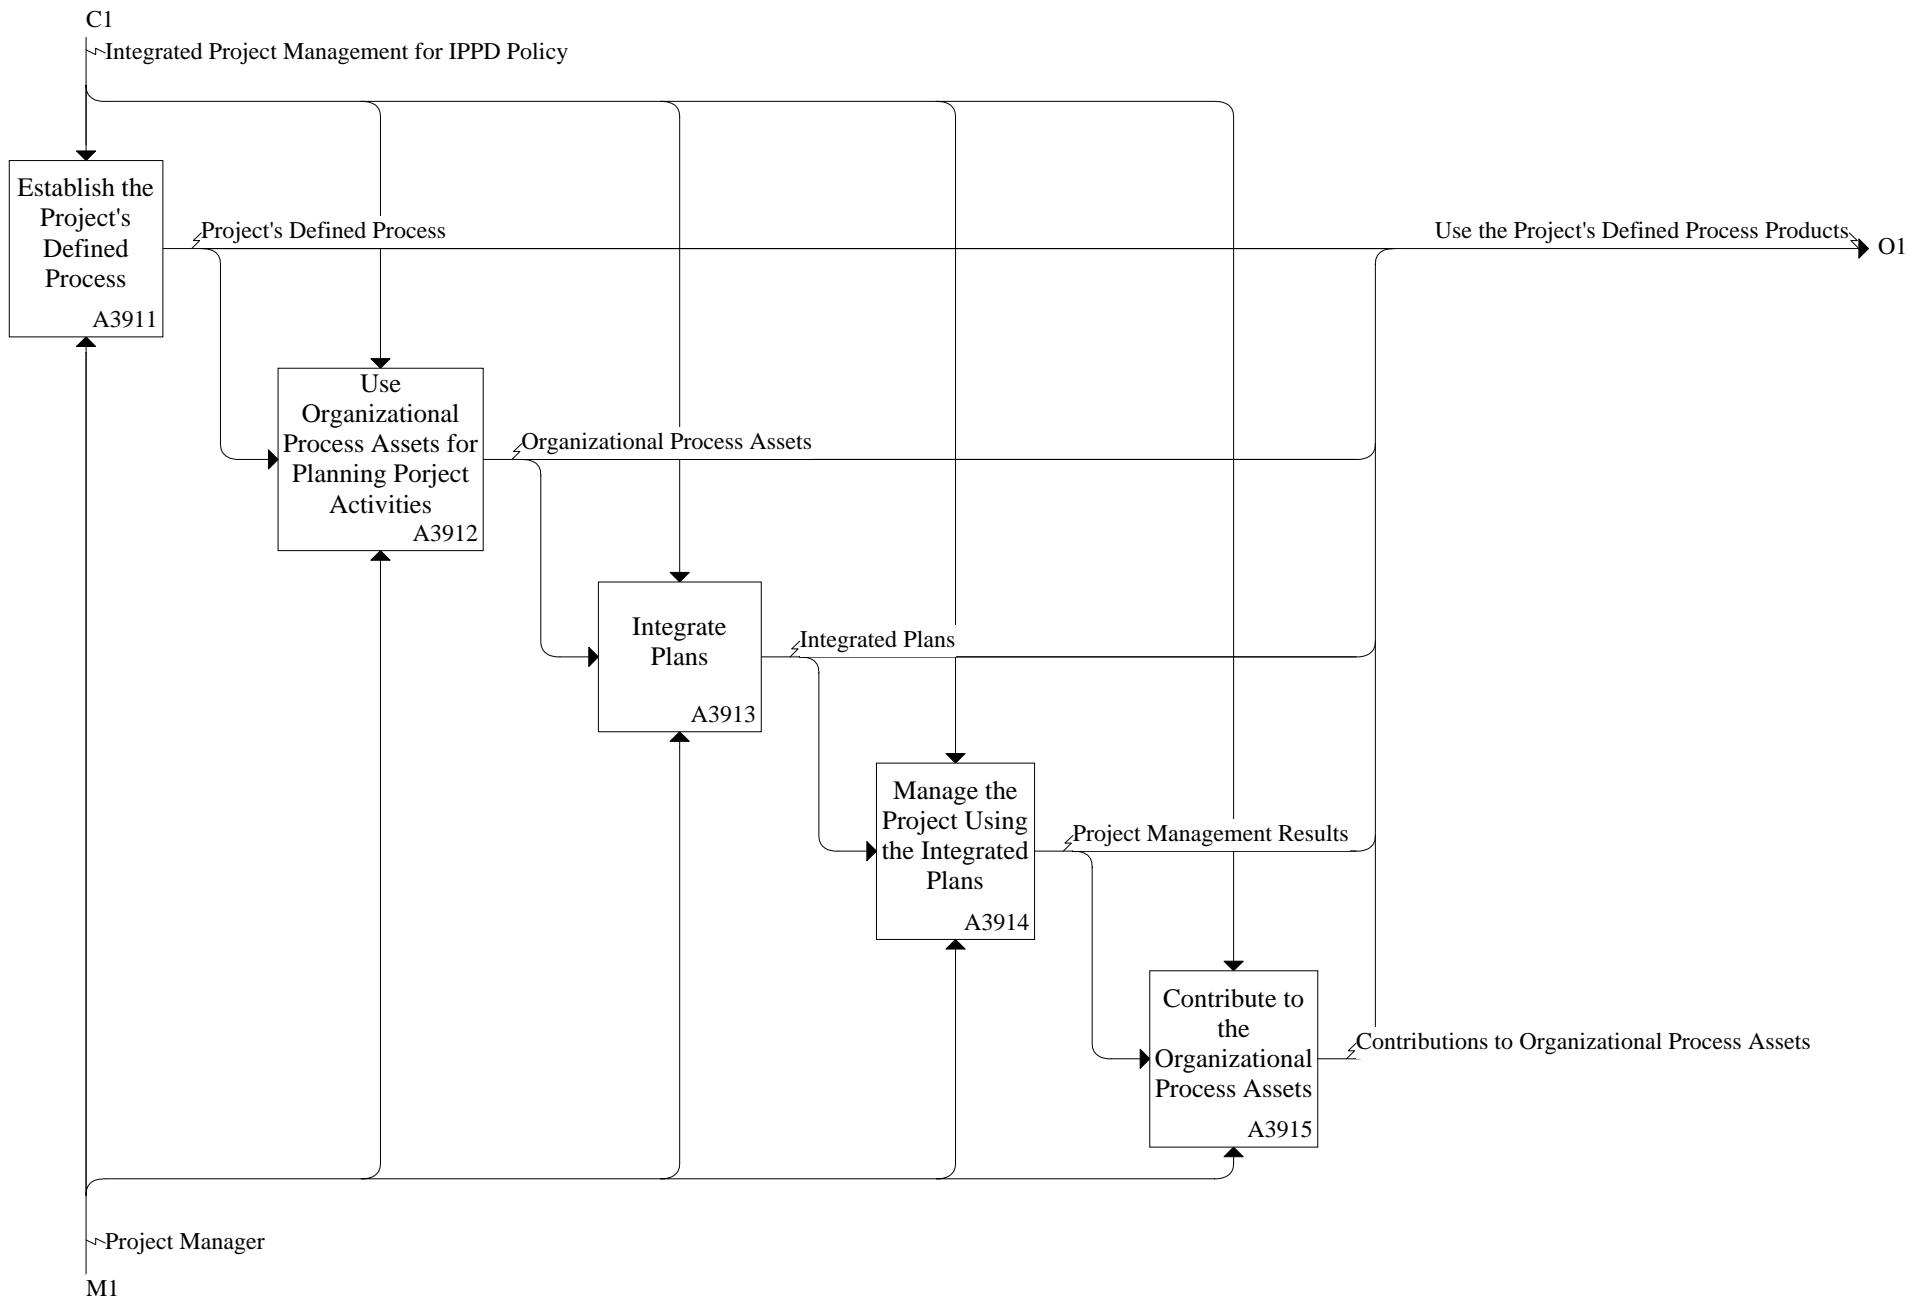 C1
Integrated Project Management for IPPD Policy
Establish the
Project's
Defined
Process
A3911
Project's Defined Process
Use the Project's Defined Process Products
O1
Use
Organizational
Process Assets for
Planning Porject
Activities
A3912
Organizational Process Assets
Integrate
Plans
A3913
Integrated Plans
Manage the
Project Using
the Integrated
Plans
A3914
Project Management Results
Contribute to
the
Organizational
Process Assets
A3915
Contributions to Organizational Process Assets
Project Manager
M1